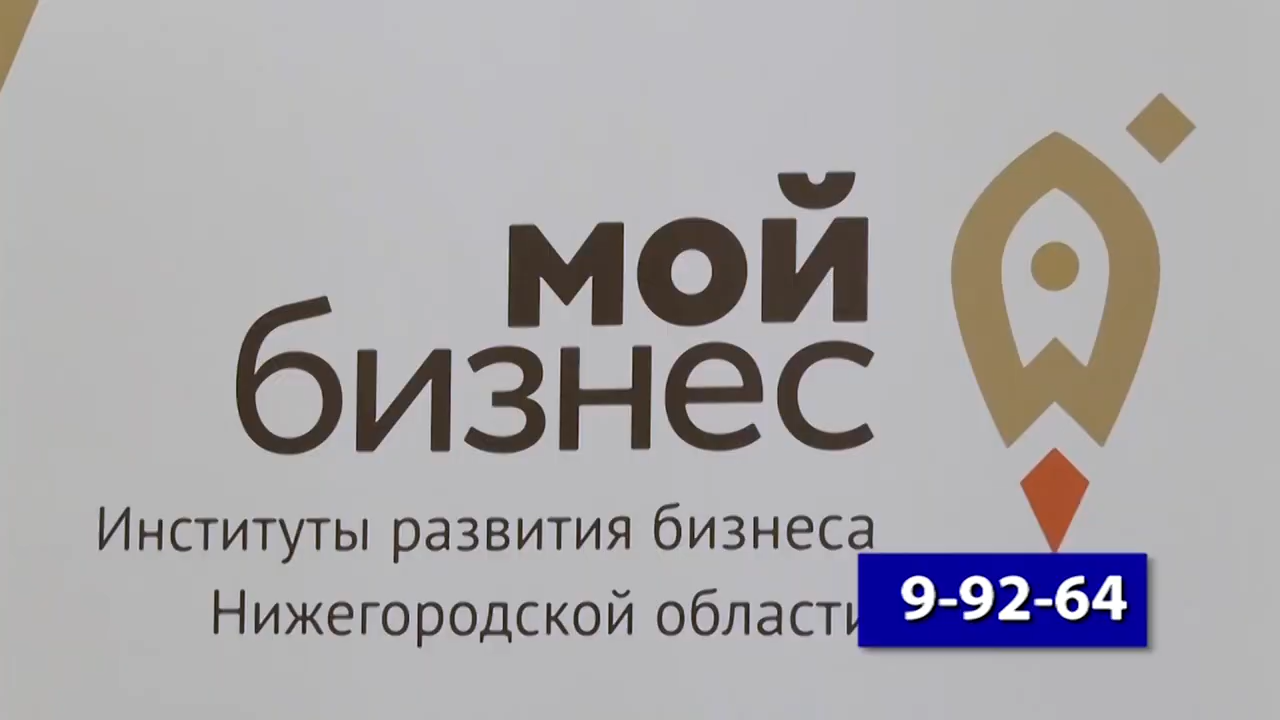 мой
бизнес
Институты развития бизнеса
Нижегородской области
9-92-64